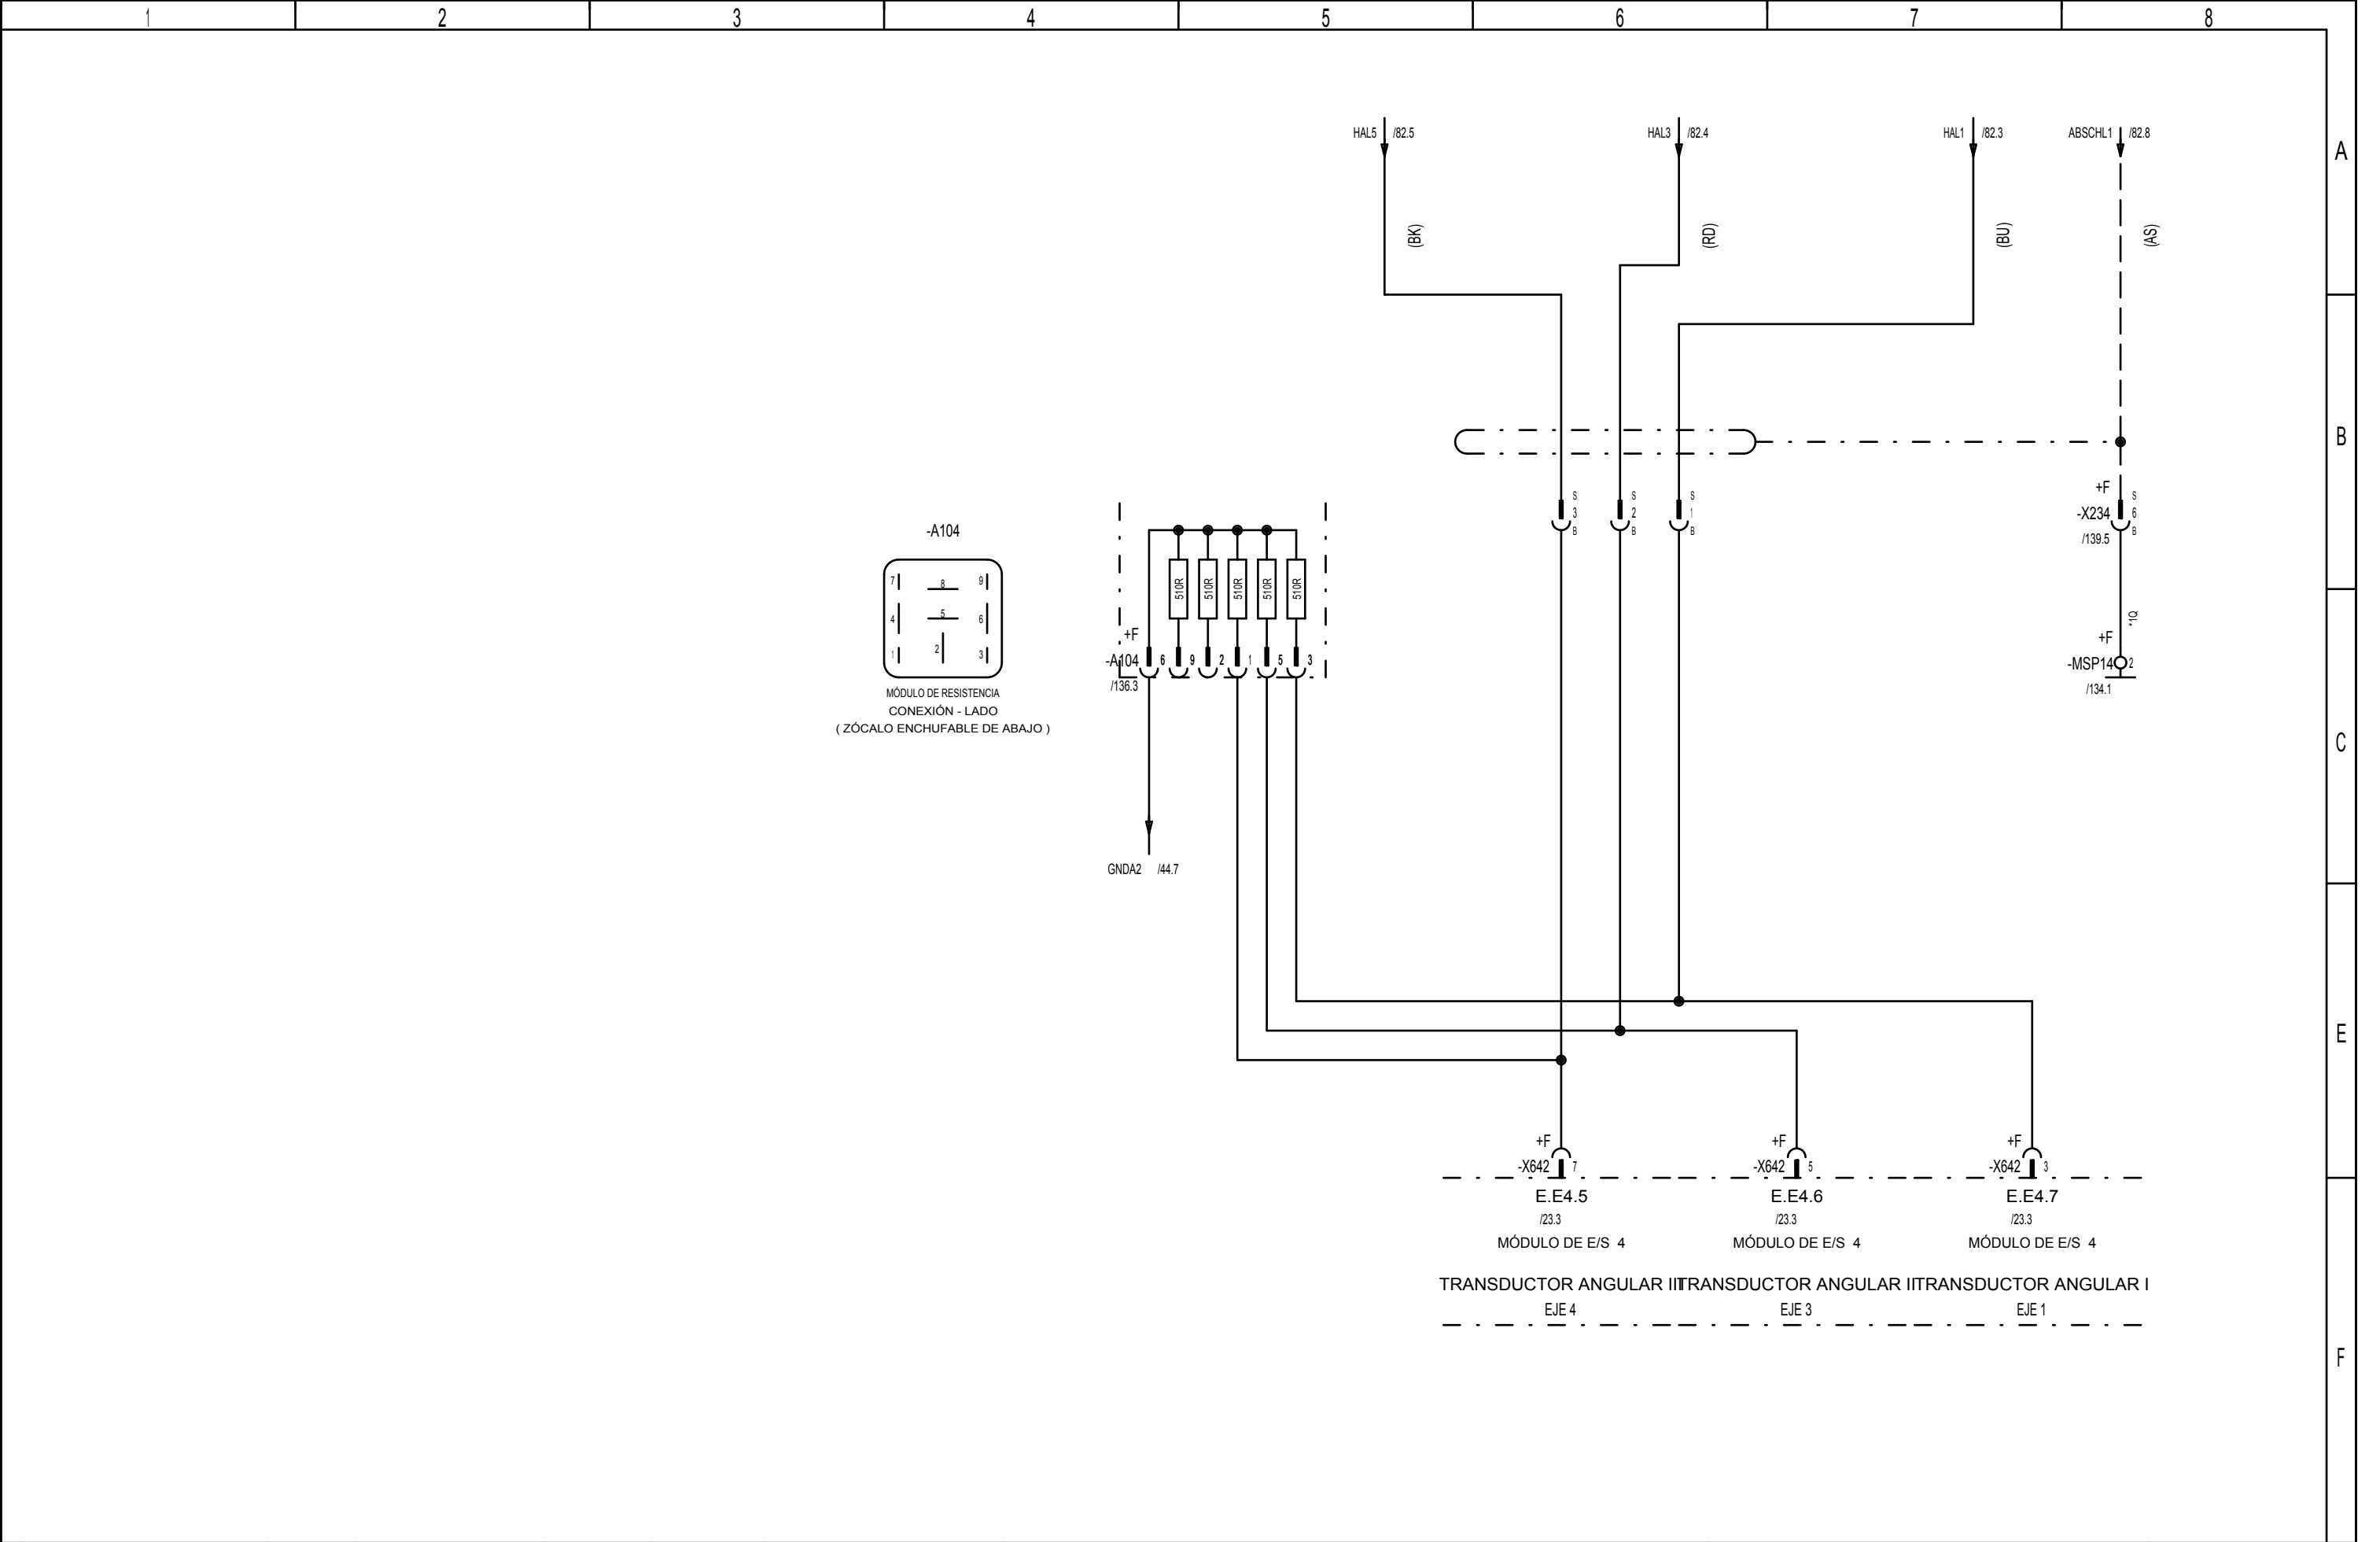 1 2 3 4 5 6 7 8
A
B
C
E
F
HAL5 /82.5
HAL3 /82.4
HAL1 /82.3
ABSCHL1 /82.8
(BK)
(RD)
(BU)
(AS)
S 3 B
S 2 B
S 1 B
+F
-X234 S 6 B
/139.5
*1Q
+F
-MSP14 2
/134.1
-A104
7 8 9
4 5 6
1 2 3
MÓDULO DE RESISTENCIA
CONEXIÓN - LADO
( ZÓCALO ENCHUFABLE DE ABAJO )
510R 510R 510R 510R 510R
+F
-A104 6 9 2 1 5 3
/136.3
GNDA2 /44.7
+F
-X642 7
E.E4.5
/23.3
MÓDULO DE E/S 4
TRANSDUCTOR ANGULAR III
EJE 4
+F
-X642 5
E.E4.6
/23.3
MÓDULO DE E/S 4
TRANSDUCTOR ANGULAR II
EJE 3
+F
-X642 3
E.E4.7
/23.3
MÓDULO DE E/S 4
TRANSDUCTOR ANGULAR I
EJE 1